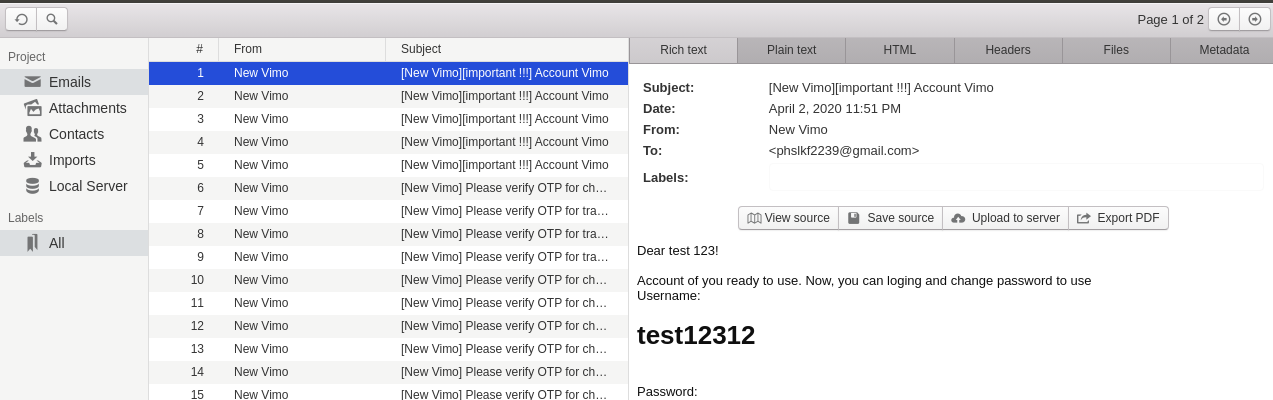 Page 1 of 2
Project
Emails
Attachments
Contacts
Imports
Local Server
Labels
All
# From Subject
1 New Vimo [New Vimo][important !!!] Account Vimo
2 New Vimo [New Vimo][important !!!] Account Vimo
3 New Vimo [New Vimo][important !!!] Account Vimo
4 New Vimo [New Vimo][important !!!] Account Vimo
5 New Vimo [New Vimo][important !!!] Account Vimo
6 New Vimo [New Vimo] Please verify OTP for ch…
7 New Vimo [New Vimo] Please verify OTP for tra…
8 New Vimo [New Vimo] Please verify OTP for tra…
9 New Vimo [New Vimo] Please verify OTP for tra…
10 New Vimo [New Vimo] Please verify OTP for ch…
11 New Vimo [New Vimo] Please verify OTP for ch…
12 New Vimo [New Vimo] Please verify OTP for ch…
13 New Vimo [New Vimo] Please verify OTP for ch…
14 New Vimo [New Vimo] Please verify OTP for ch…
15 New Vimo [New Vimo] Please verify OTP for ch…
Rich text Plain text HTML Headers Files Metadata
Subject: [New Vimo][important !!!] Account Vimo
Date: April 2, 2020 11:51 PM
From: New Vimo
To: <phslkf2239@gmail.com>
Labels:
View source Save source Upload to server Export PDF
Dear test 123!
Account of you ready to use. Now, you can loging and change password to use
Username:
test12312
Password: